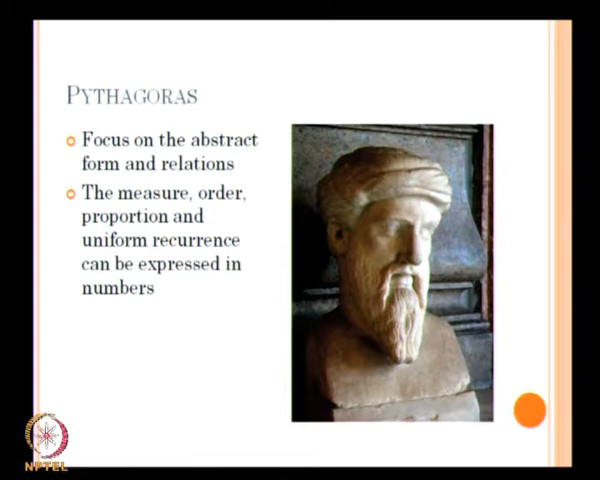 PYTHAGORAS
Focus on the abstract
form and relations
The measure, order,
proportion and
uniform recurrence
can be expressed in
numbers
NPTEL